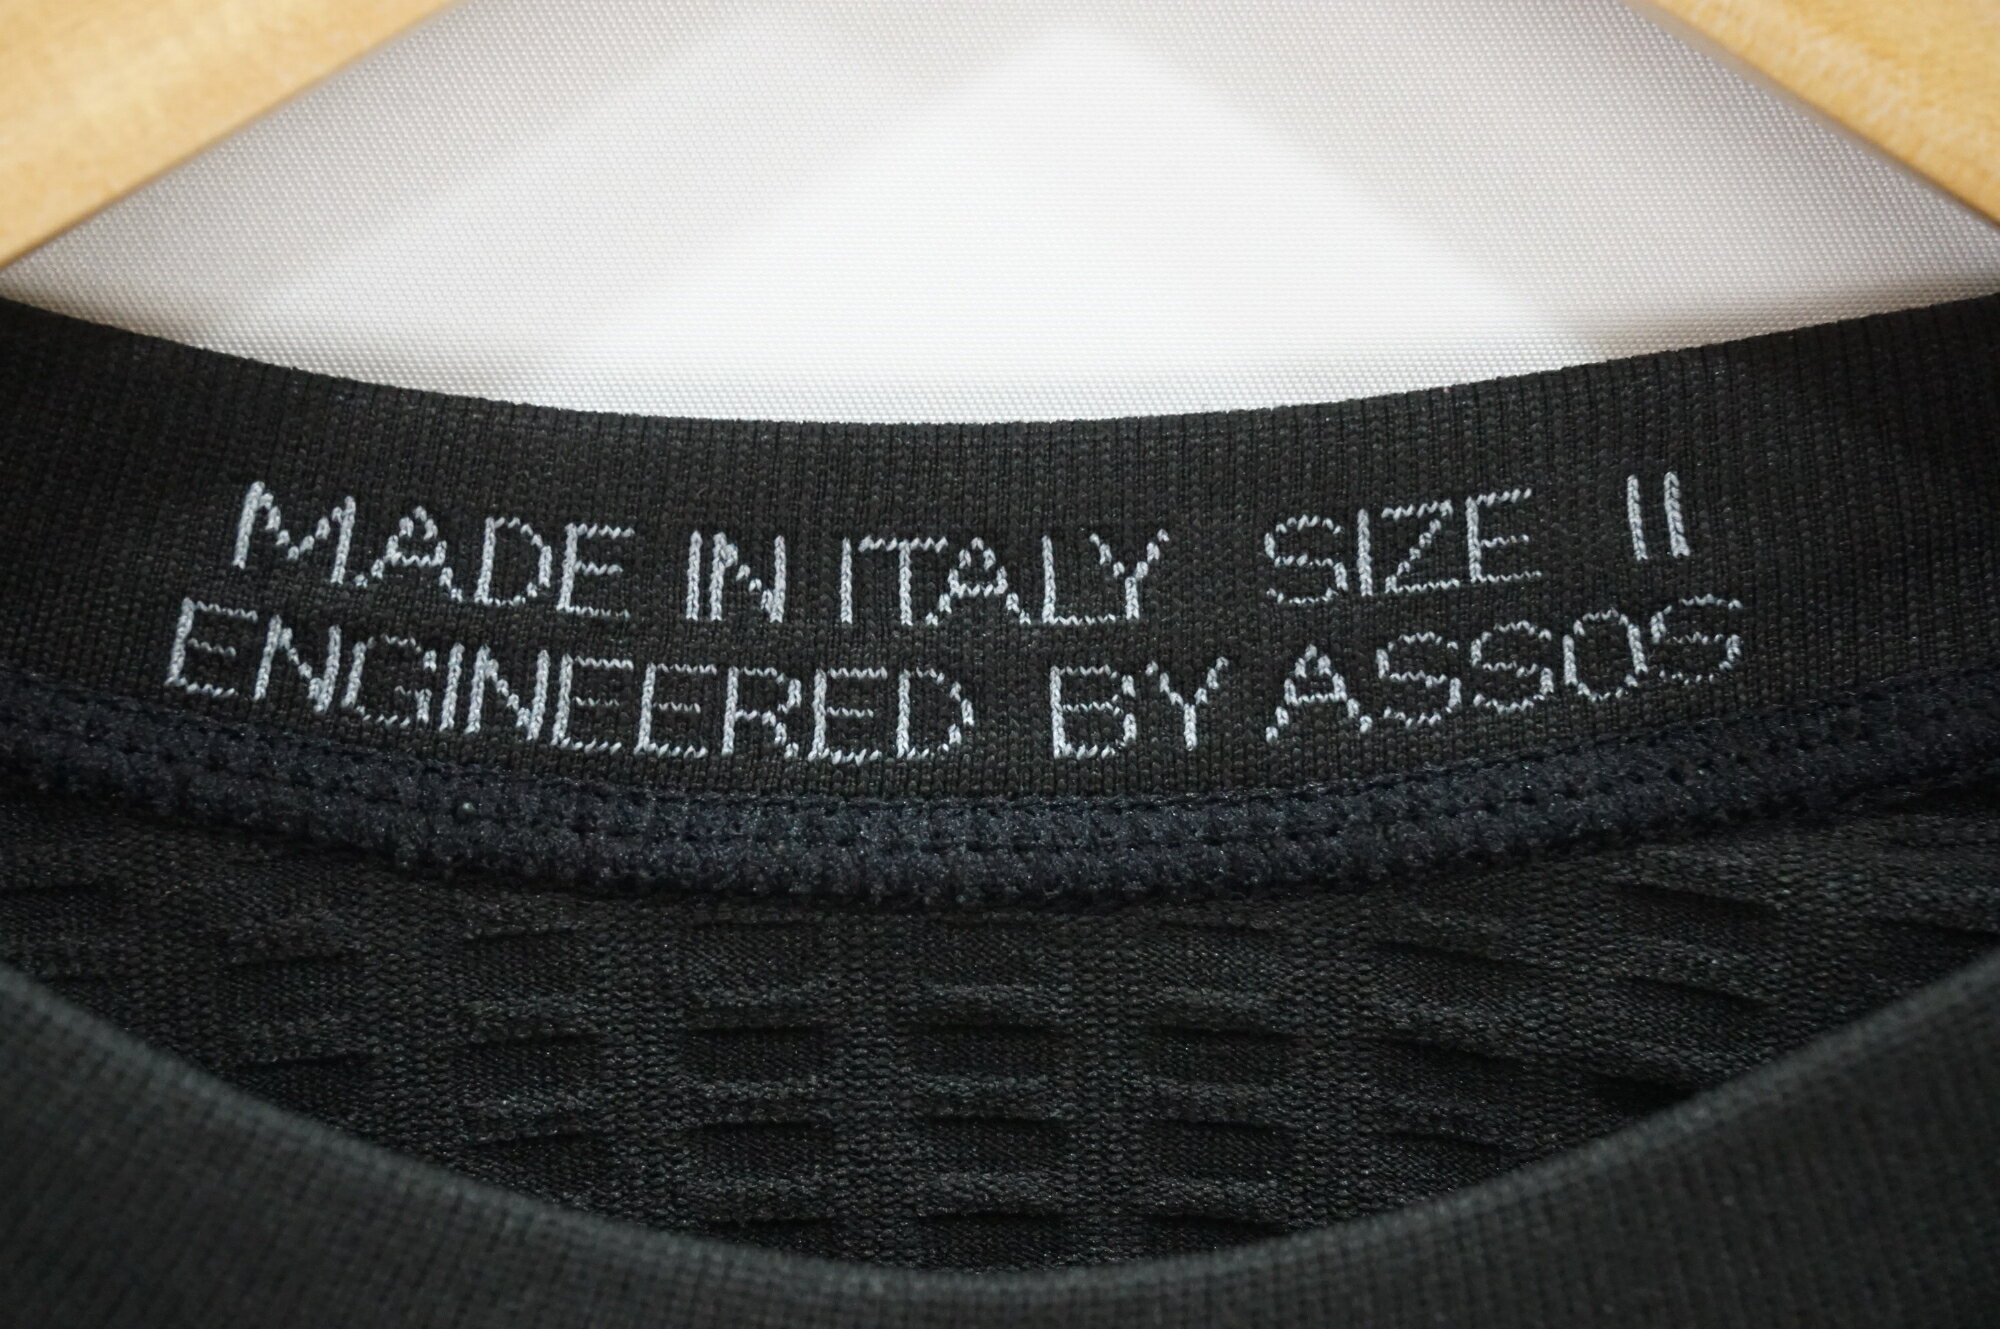 MADE IN ITALY SIZE II
ENGINEERED BY ASSOS